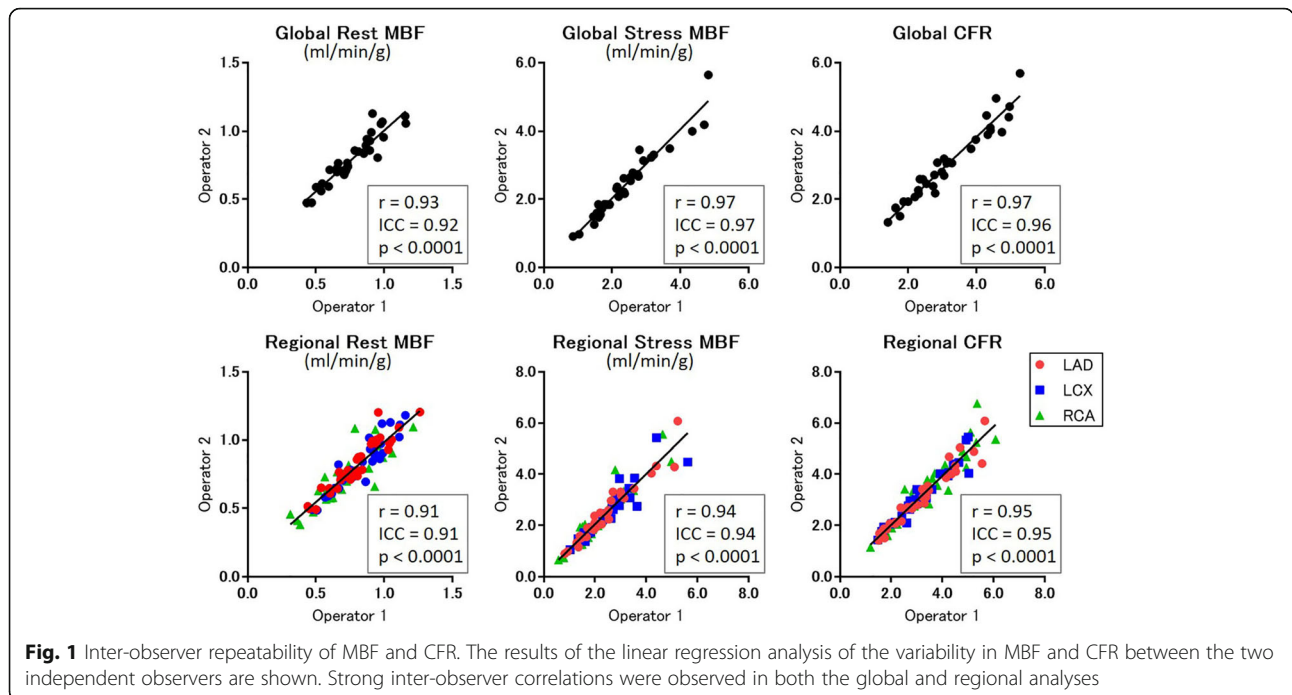 Global Rest MBF
(ml/min/g)
1.5
1.0
0.5
0.0
Operator 2
0.0 0.5 1.0 1.5
Operator 1
r = 0.93
ICC = 0.92
p < 0.0001
Global Stress MBF
(ml/min/g)
6.0
4.0
2.0
0.0
Operator 2
0.0 2.0 4.0 6.0
Operator 1
r = 0.97
ICC = 0.97
p < 0.0001
Global CFR
6.0
4.0
2.0
0.0
Operator 2
0.0 2.0 4.0 6.0
Operator 1
r = 0.97
ICC = 0.96
p < 0.0001
Regional Rest MBF
(ml/min/g)
1.5
1.0
0.5
0.0
Operator 2
0.0 0.5 1.0 1.5
Operator 1
r = 0.91
ICC = 0.91
p < 0.0001
Regional Stress MBF
(ml/min/g)
8.0
6.0
4.0
2.0
0.0
Operator 2
0.0 2.0 4.0 6.0 8.0
Operator 1
r = 0.94
ICC = 0.94
p < 0.0001
Regional CFR
8.0
6.0
4.0
2.0
0.0
Operator 2
0.0 2.0 4.0 6.0 8.0
Operator 1
r = 0.95
ICC = 0.95
p < 0.0001
LAD
LCX
RCA
Fig. 1 Inter-observer repeatability of MBF and CFR. The results of the linear regression analysis of the variability in MBF and CFR between the two
independent observers are shown. Strong inter-observer correlations were observed in both the global and regional analyses